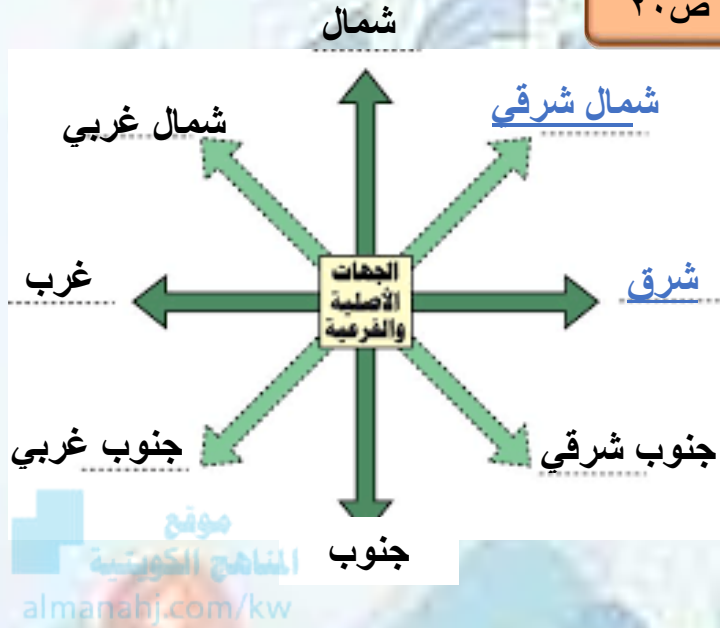 ص٢٠
شمال
شمال شرقي
شمال غربي
الجهات
الأصلية
والفرعية
شرق
غرب
جنوب شرقي
جنوب غربي
جنوب
موقع
المناهج الكويتية
almanahj.com/kw